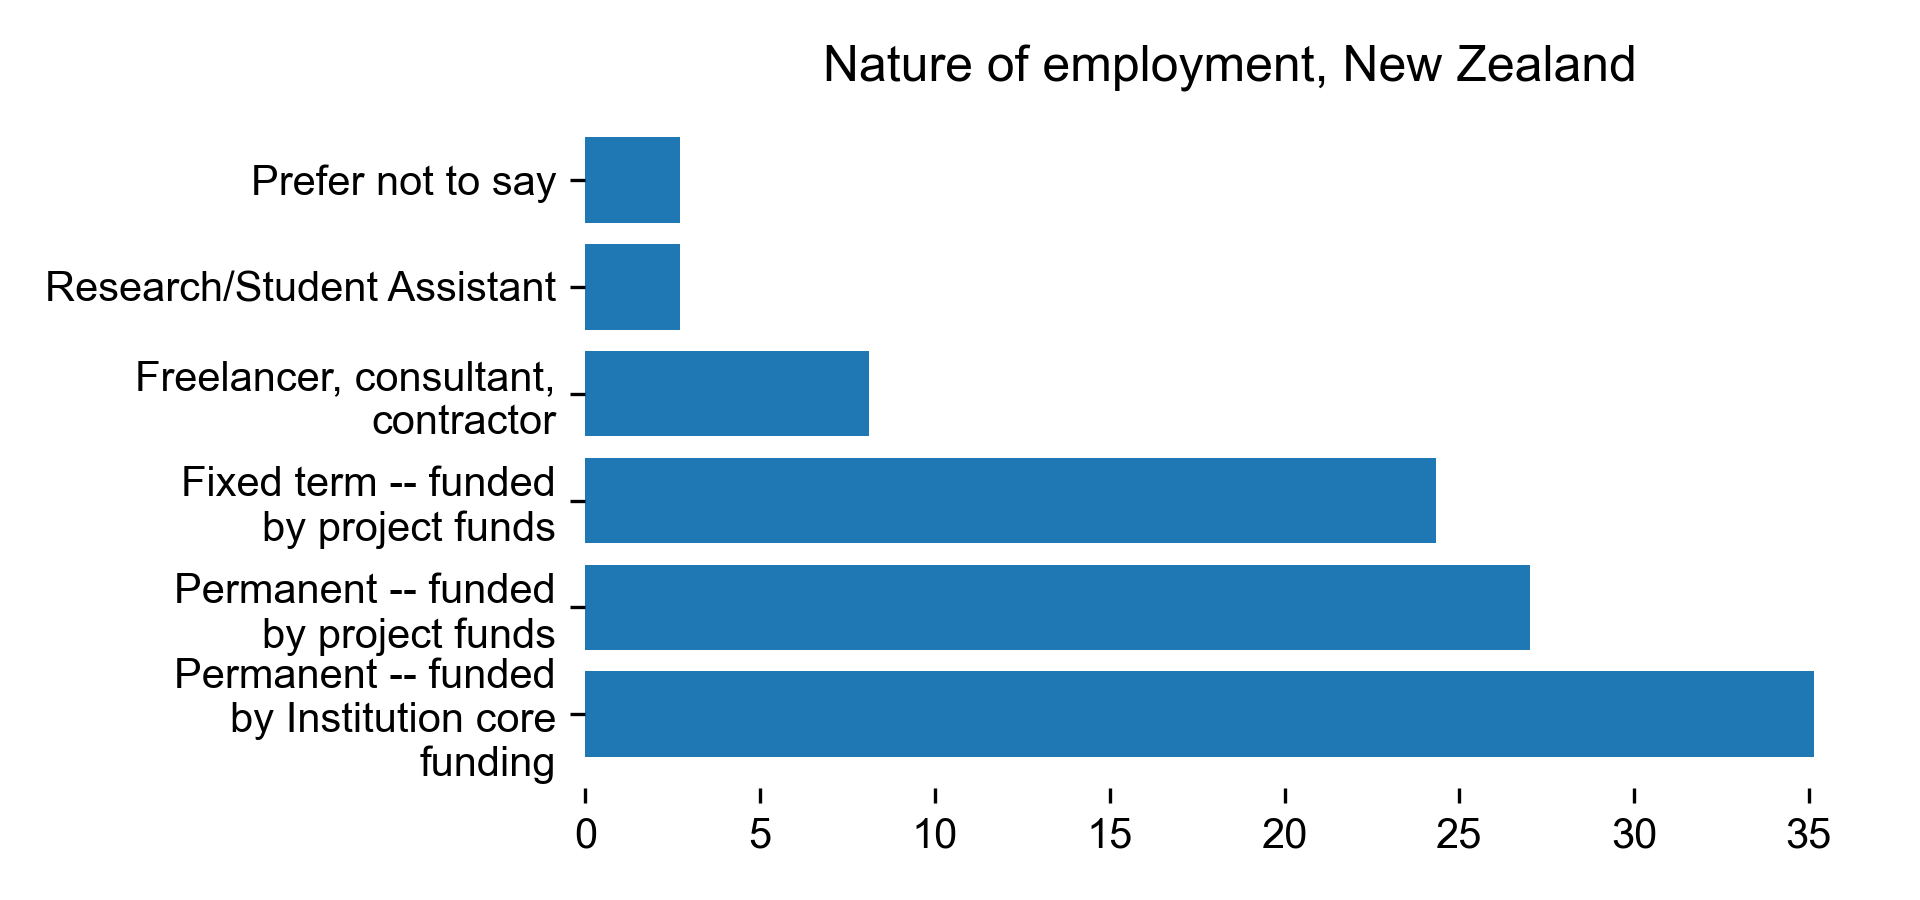 Nature of employment, New Zealand
Prefer not to say
Research/Student Assistant
Freelancer, consultant,
contractor
Fixed term -- funded
by project funds
Permanent -- funded
by project funds
Permanent -- funded
by Institution core
funding
0 5 10 15 20 25 30 35